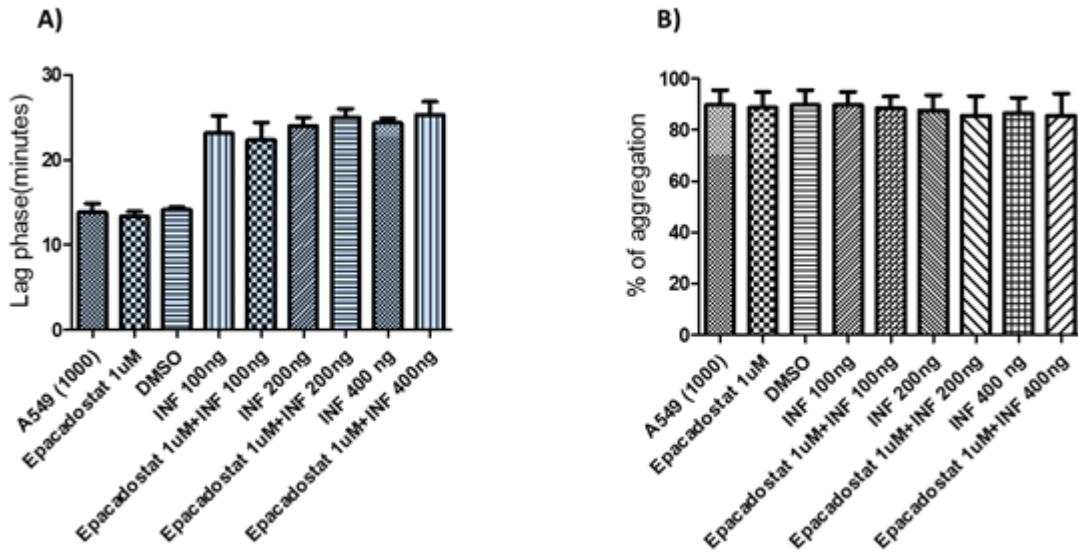 A)
Lag phase(minutes)
30
20
10
0
A549 (1000)
Epacadostat 1uM
DMSO
INF 100ng
Epacadostat 1uM+INF 100ng
INF 200ng
Epacadostat 1uM+INF 200ng
INF 400 ng
Epacadostat 1uM+INF 400ng
B)
% of aggregation
100
80
60
40
20
0
A549 (1000)
Epacadostat 1uM
DMSO
INF 100ng
Epacadostat 1uM+INF 100ng
INF 200ng
Epacadostat 1uM+INF 200ng
INF 400 ng
Epacadostat 1uM+INF 400ng